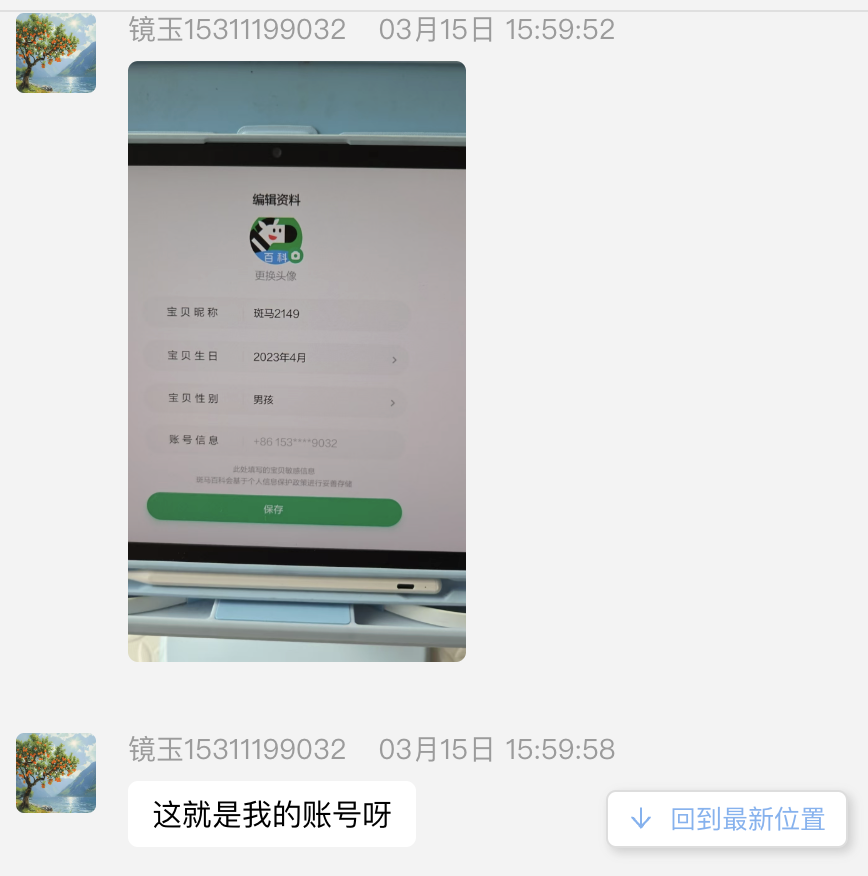 镜玉15311199032 03月15日 15:59:52
编辑资料
百科
更换头像
宝贝昵称 斑马2149
宝贝生日 2023年4月
宝贝性别 男孩
账号信息 +86 153****9032
此处填写的宝贝敏感信息
斑马百科会基于个人信息保护政策进行妥善存储
保存
镜玉15311199032 03月15日 15:59:58
这就是我的账号呀
回到最新位置